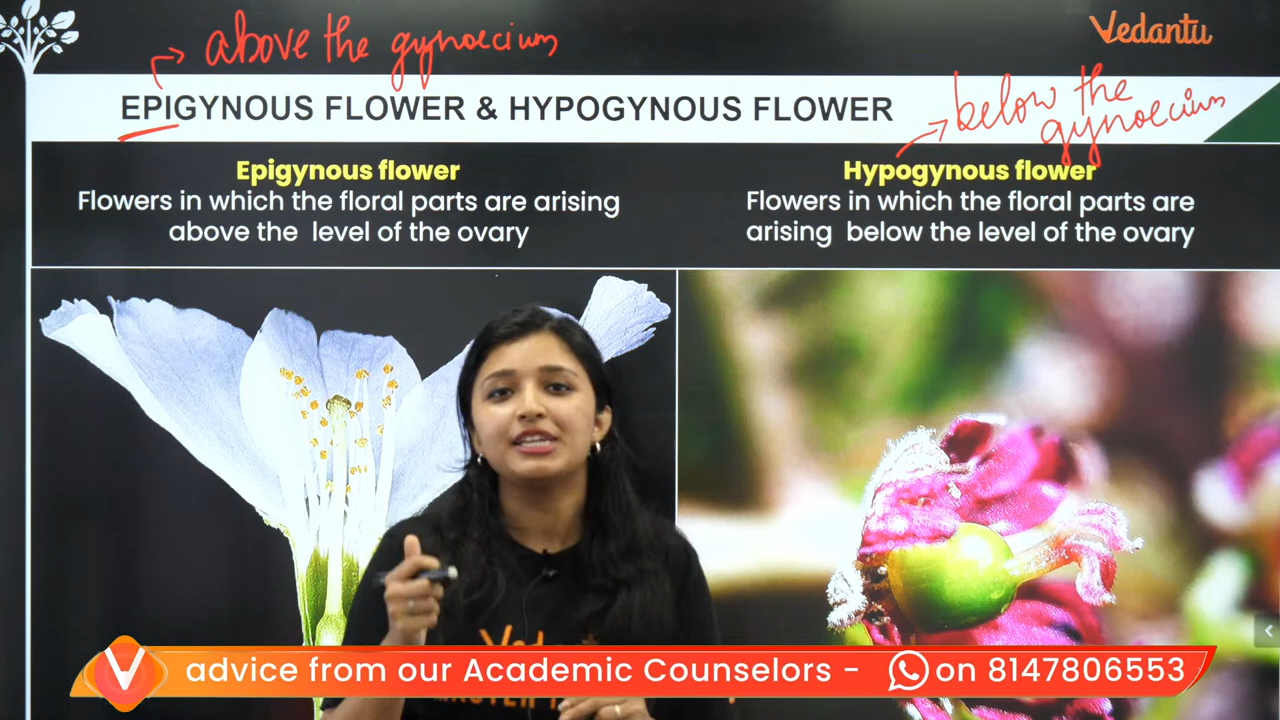 above the gynoecium
Vedantu
EPIGYNOUS FLOWER & HYPOGYNOUS FLOWER
below the
gynoecium
Epigynous flower
Flowers in which the floral parts are arising
above the level of the ovary
Hypogynous flower
Flowers in which the floral parts are
arising below the level of the ovary
V
advice from our Academic Counselors - on 8147806553